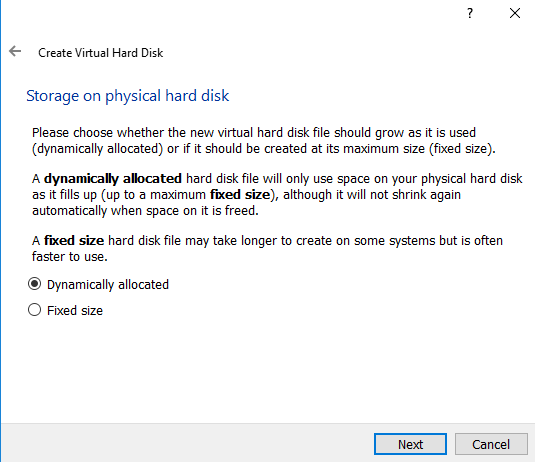 ?
Create Virtual Hard Disk
Storage on physical hard disk
Please choose whether the new virtual hard disk file should grow as it is used
(dynamically allocated) or if it should be created at its maximum size (fixed size).
A dynamically allocated hard disk file will only use space on your physical hard disk
as it fills up (up to a maximum fixed size), although it will not shrink again
automatically when space on it is freed.
A fixed size hard disk file may take longer to create on some systems but is often
faster to use.
Dynamically allocated
Fixed size
Next
Cancel